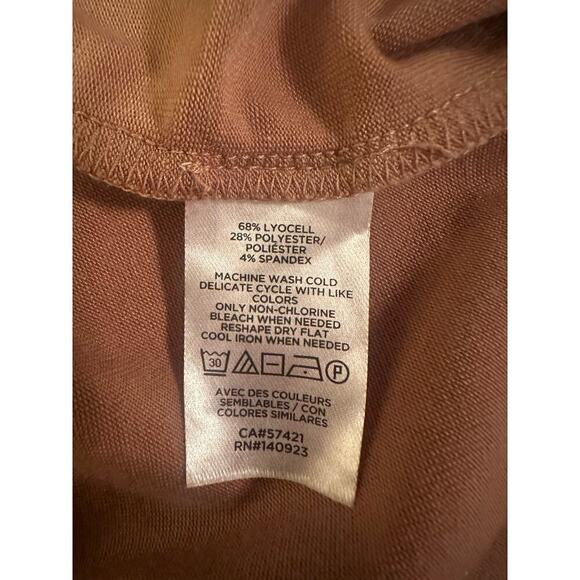 68% LYOCELL
28% POLYESTER/
POLIÉSTER
4% SPANDEX
MACHINE WASH COLD
DELICATE CYCLE WITH LIKE
COLORS
ONLY NON-CHLORINE
BLEACH WHEN NEEDED
RESHAPE DRY FLAT
COOL IRON WHEN NEEDED
30 P
AVEC DES COULEURS
SEMBLABLES / CON
COLORES SIMILARES
CA#57421
RN#140923